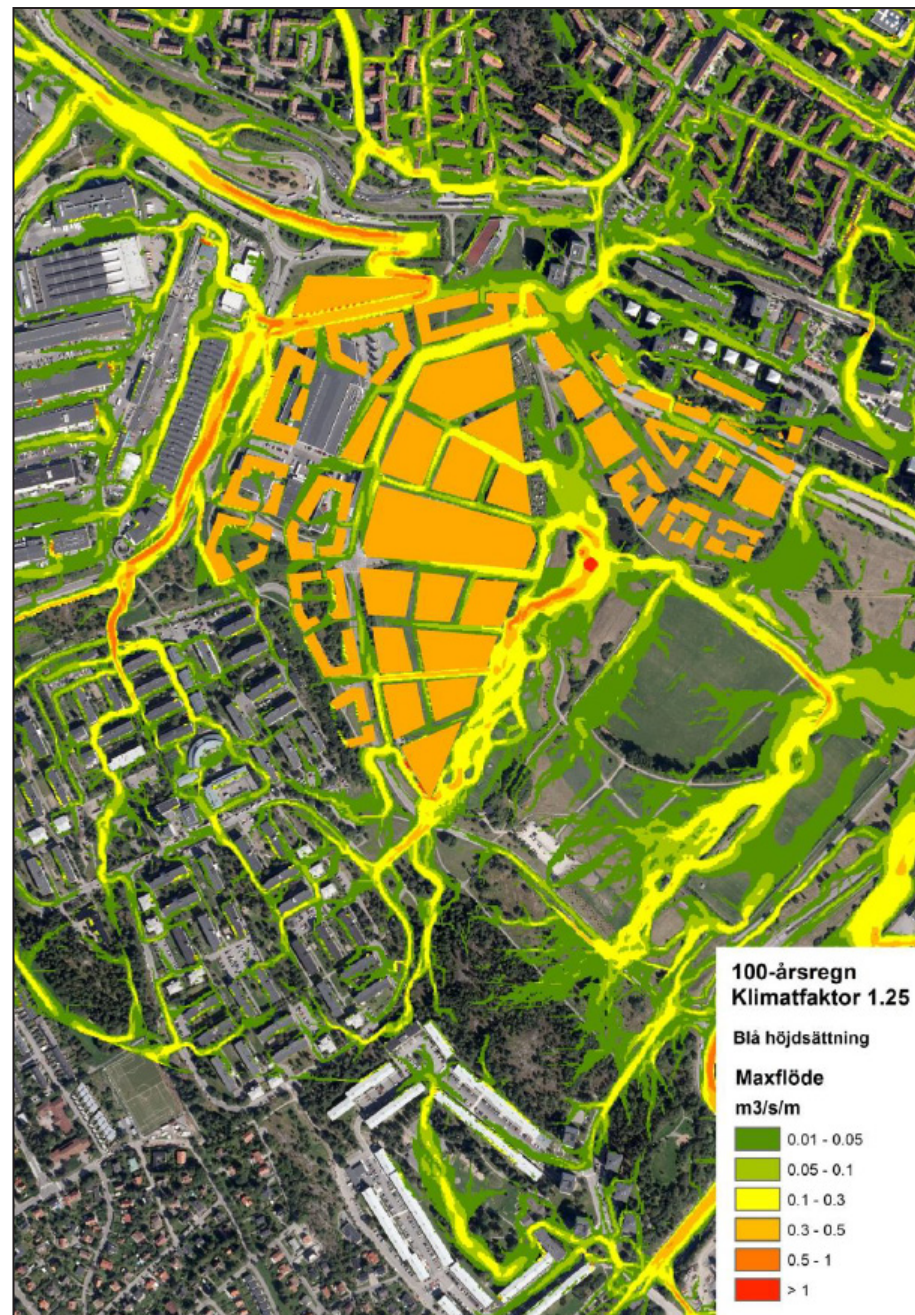 100-årsregn
Klimatfaktor 1.25
Blå höjdsättning
Maxflöde
m3/s/m
0.01 - 0.05
0.05 - 0.1
0.1 - 0.3
0.3 - 0.5
0.5 - 1
> 1